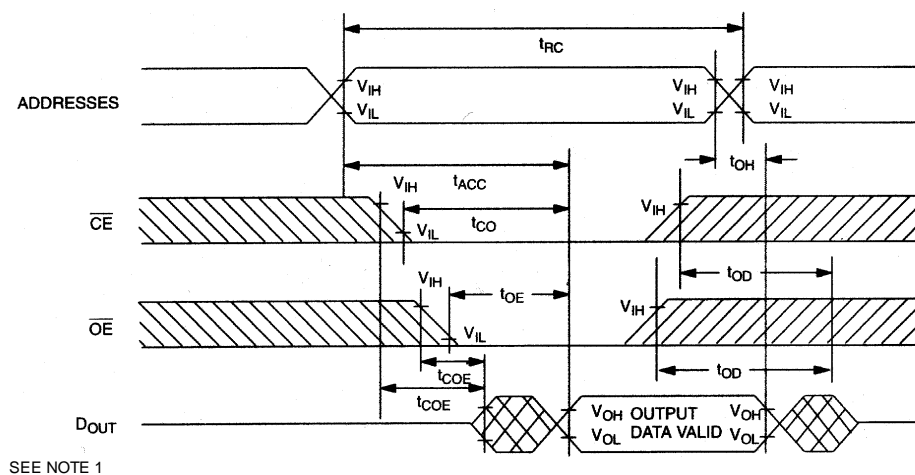 tRC
ADDRESSES
VIH
VIL
VIH
VIL
VIH
VIL
tOH
tACC
CE
VIH
VIL
tCO
VIH
tOD
OE
VIH
VIL
tOE
VIH
tOD
tCOE
tCOE
DOUT
VOH OUTPUT VOH
VOL DATA VALID VOL
SEE NOTE 1